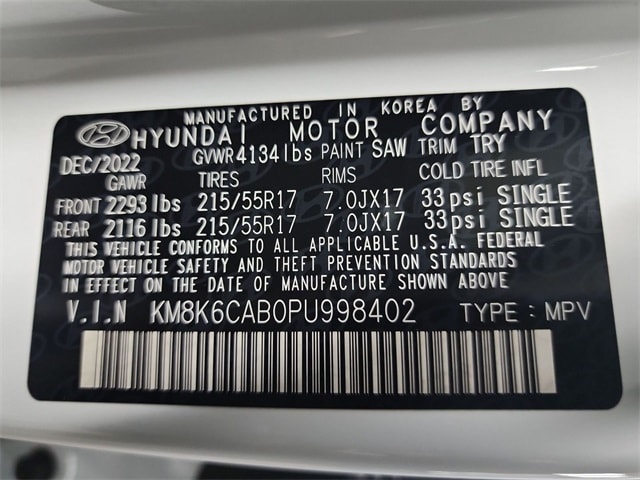 MANUFACTURED IN KOREA BY
HYUNDAI MOTOR COMPANY
DEC/2022 GVWR 4134lbs PAINT SAW TRIM TRY
GAWR TIRES RIMS COLD TIRE INFL
FRONT 2293 lbs 215/55R17 7.0JX17 33 psi SINGLE
REAR 2116 lbs 215/55R17 7.0JX17 33 psi SINGLE
THIS VEHICLE CONFORMS TO ALL APPLICABLE U.S.A. FEDERAL
MOTOR VEHICLE SAFETY AND THEFT PREVENTION STANDARDS
IN EFFECT ON THE DATE OF MANUFACTURE SHOWN ABOVE
V.I.N KM8K6CAB0PU998402 TYPE : MPV